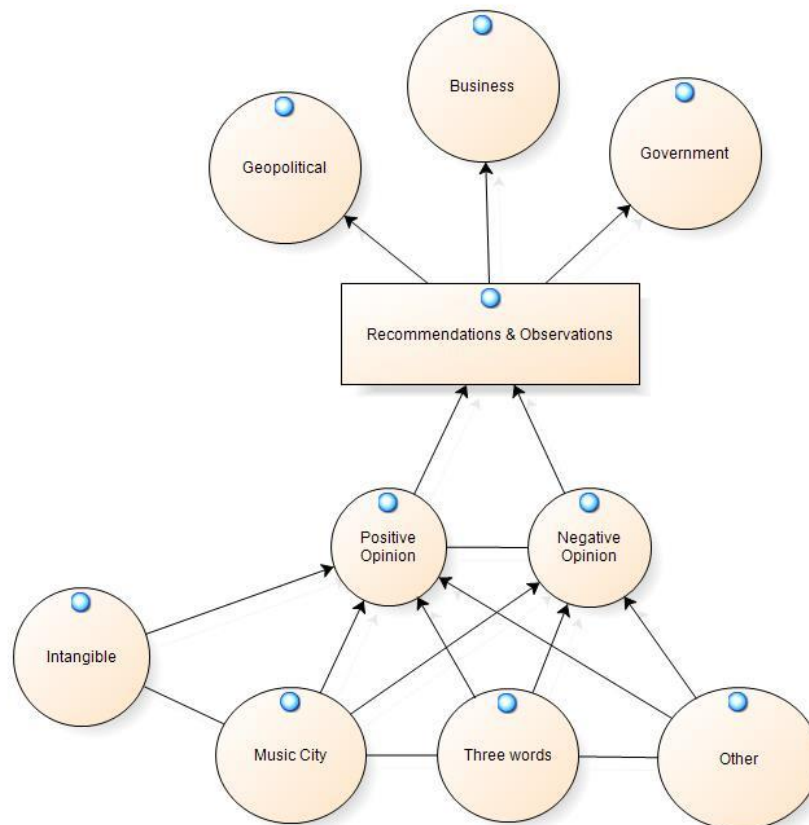 Business
Geopolitical
Government
Recommendations & Observations
Positive
Opinion
Negative
Opinion
Intangible
Music City
Three words
Other